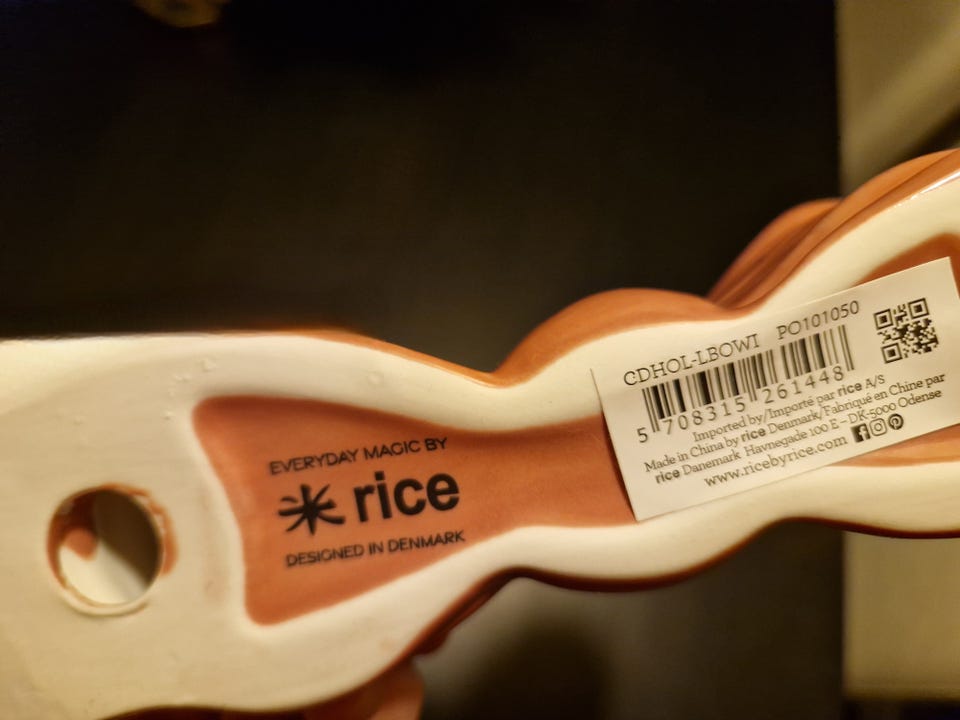 EVERYDAY MAGIC BY
米 rice
DESIGNED IN DENMARK
CDHOL-LBOWI PO101050
5 708315 261448
Imported by/Importé par rice A/S
Made in China by rice Denmark/Fabriqué en Chine par
rice Danemark Havnegade 100 E – DK-5000 Odense
www.ricebyrice.com